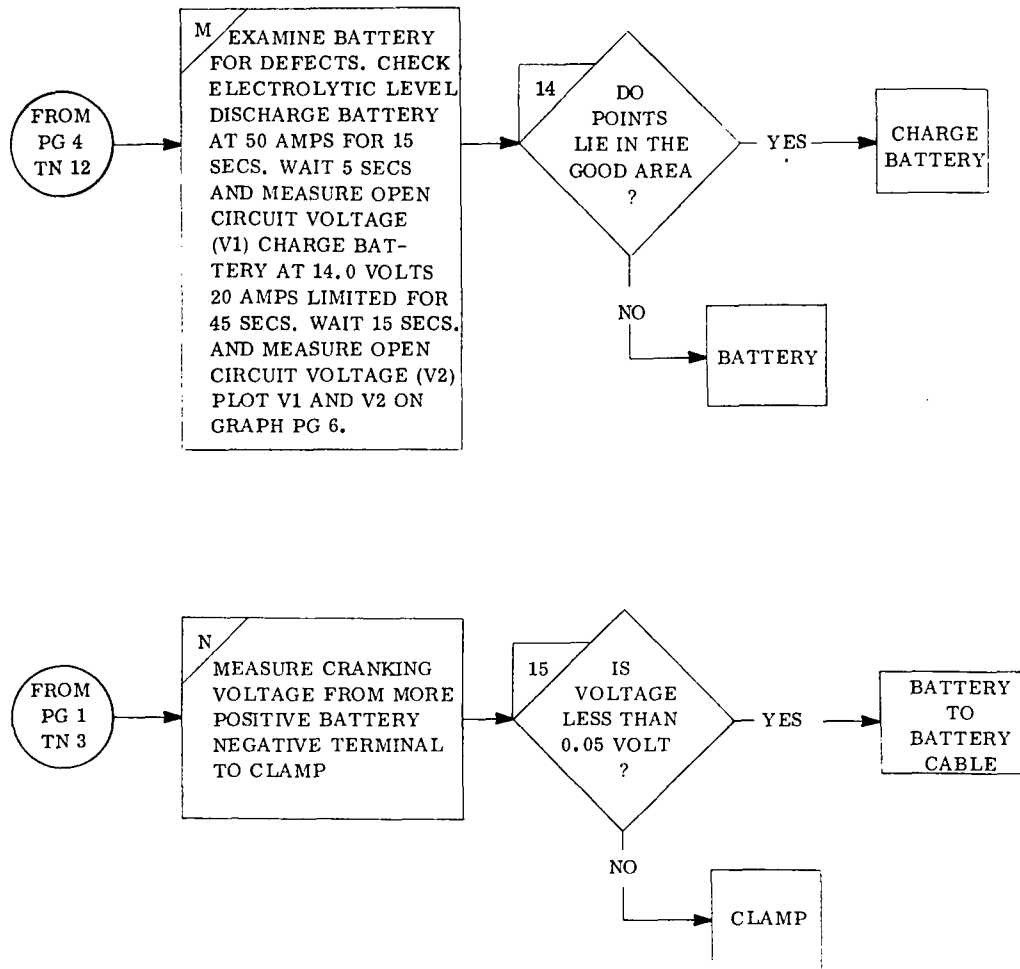 FROM
PG 4
TN 12
M
EXAMINE BATTERY
FOR DEFECTS. CHECK
ELECTROLYTIC LEVEL
DISCHARGE BATTERY
AT 50 AMPS FOR 15
SECS. WAIT 5 SECS
AND MEASURE OPEN
CIRCUIT VOLTAGE
(V1) CHARGE BAT-
TERY AT 14.0 VOLTS
20 AMPS LIMITED FOR
45 SECS. WAIT 15 SECS.
AND MEASURE OPEN
CIRCUIT VOLTAGE (V2)
PLOT V1 AND V2 ON
GRAPH PG 6.
14
DO
POINTS
LIE IN THE
GOOD AREA
?
YES
CHARGE
BATTERY
NO
BATTERY
FROM
PG 1
TN 3
N
MEASURE CRANKING
VOLTAGE FROM MORE
POSITIVE BATTERY
NEGATIVE TERMINAL
TO CLAMP
15
IS
VOLTAGE
LESS THAN
0.05 VOLT
?
YES
BATTERY
TO
BATTERY
CABLE
NO
CLAMP